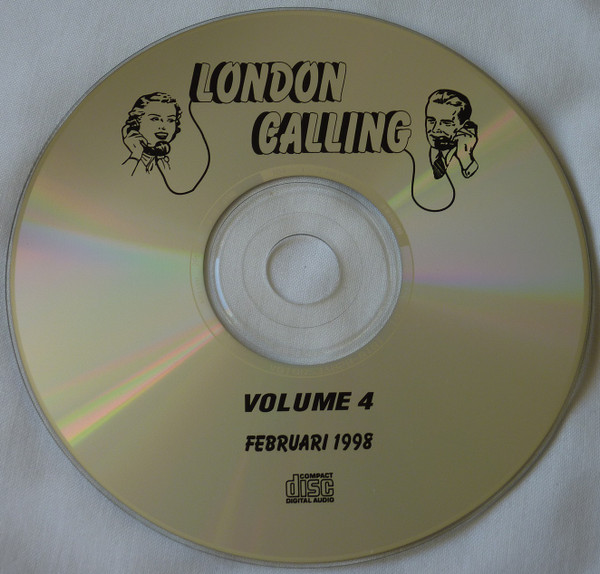 LONDON
CALLING
VOLUME 4
FEBRUARI 1998
COMPACT
disc
DIGITAL AUDIO